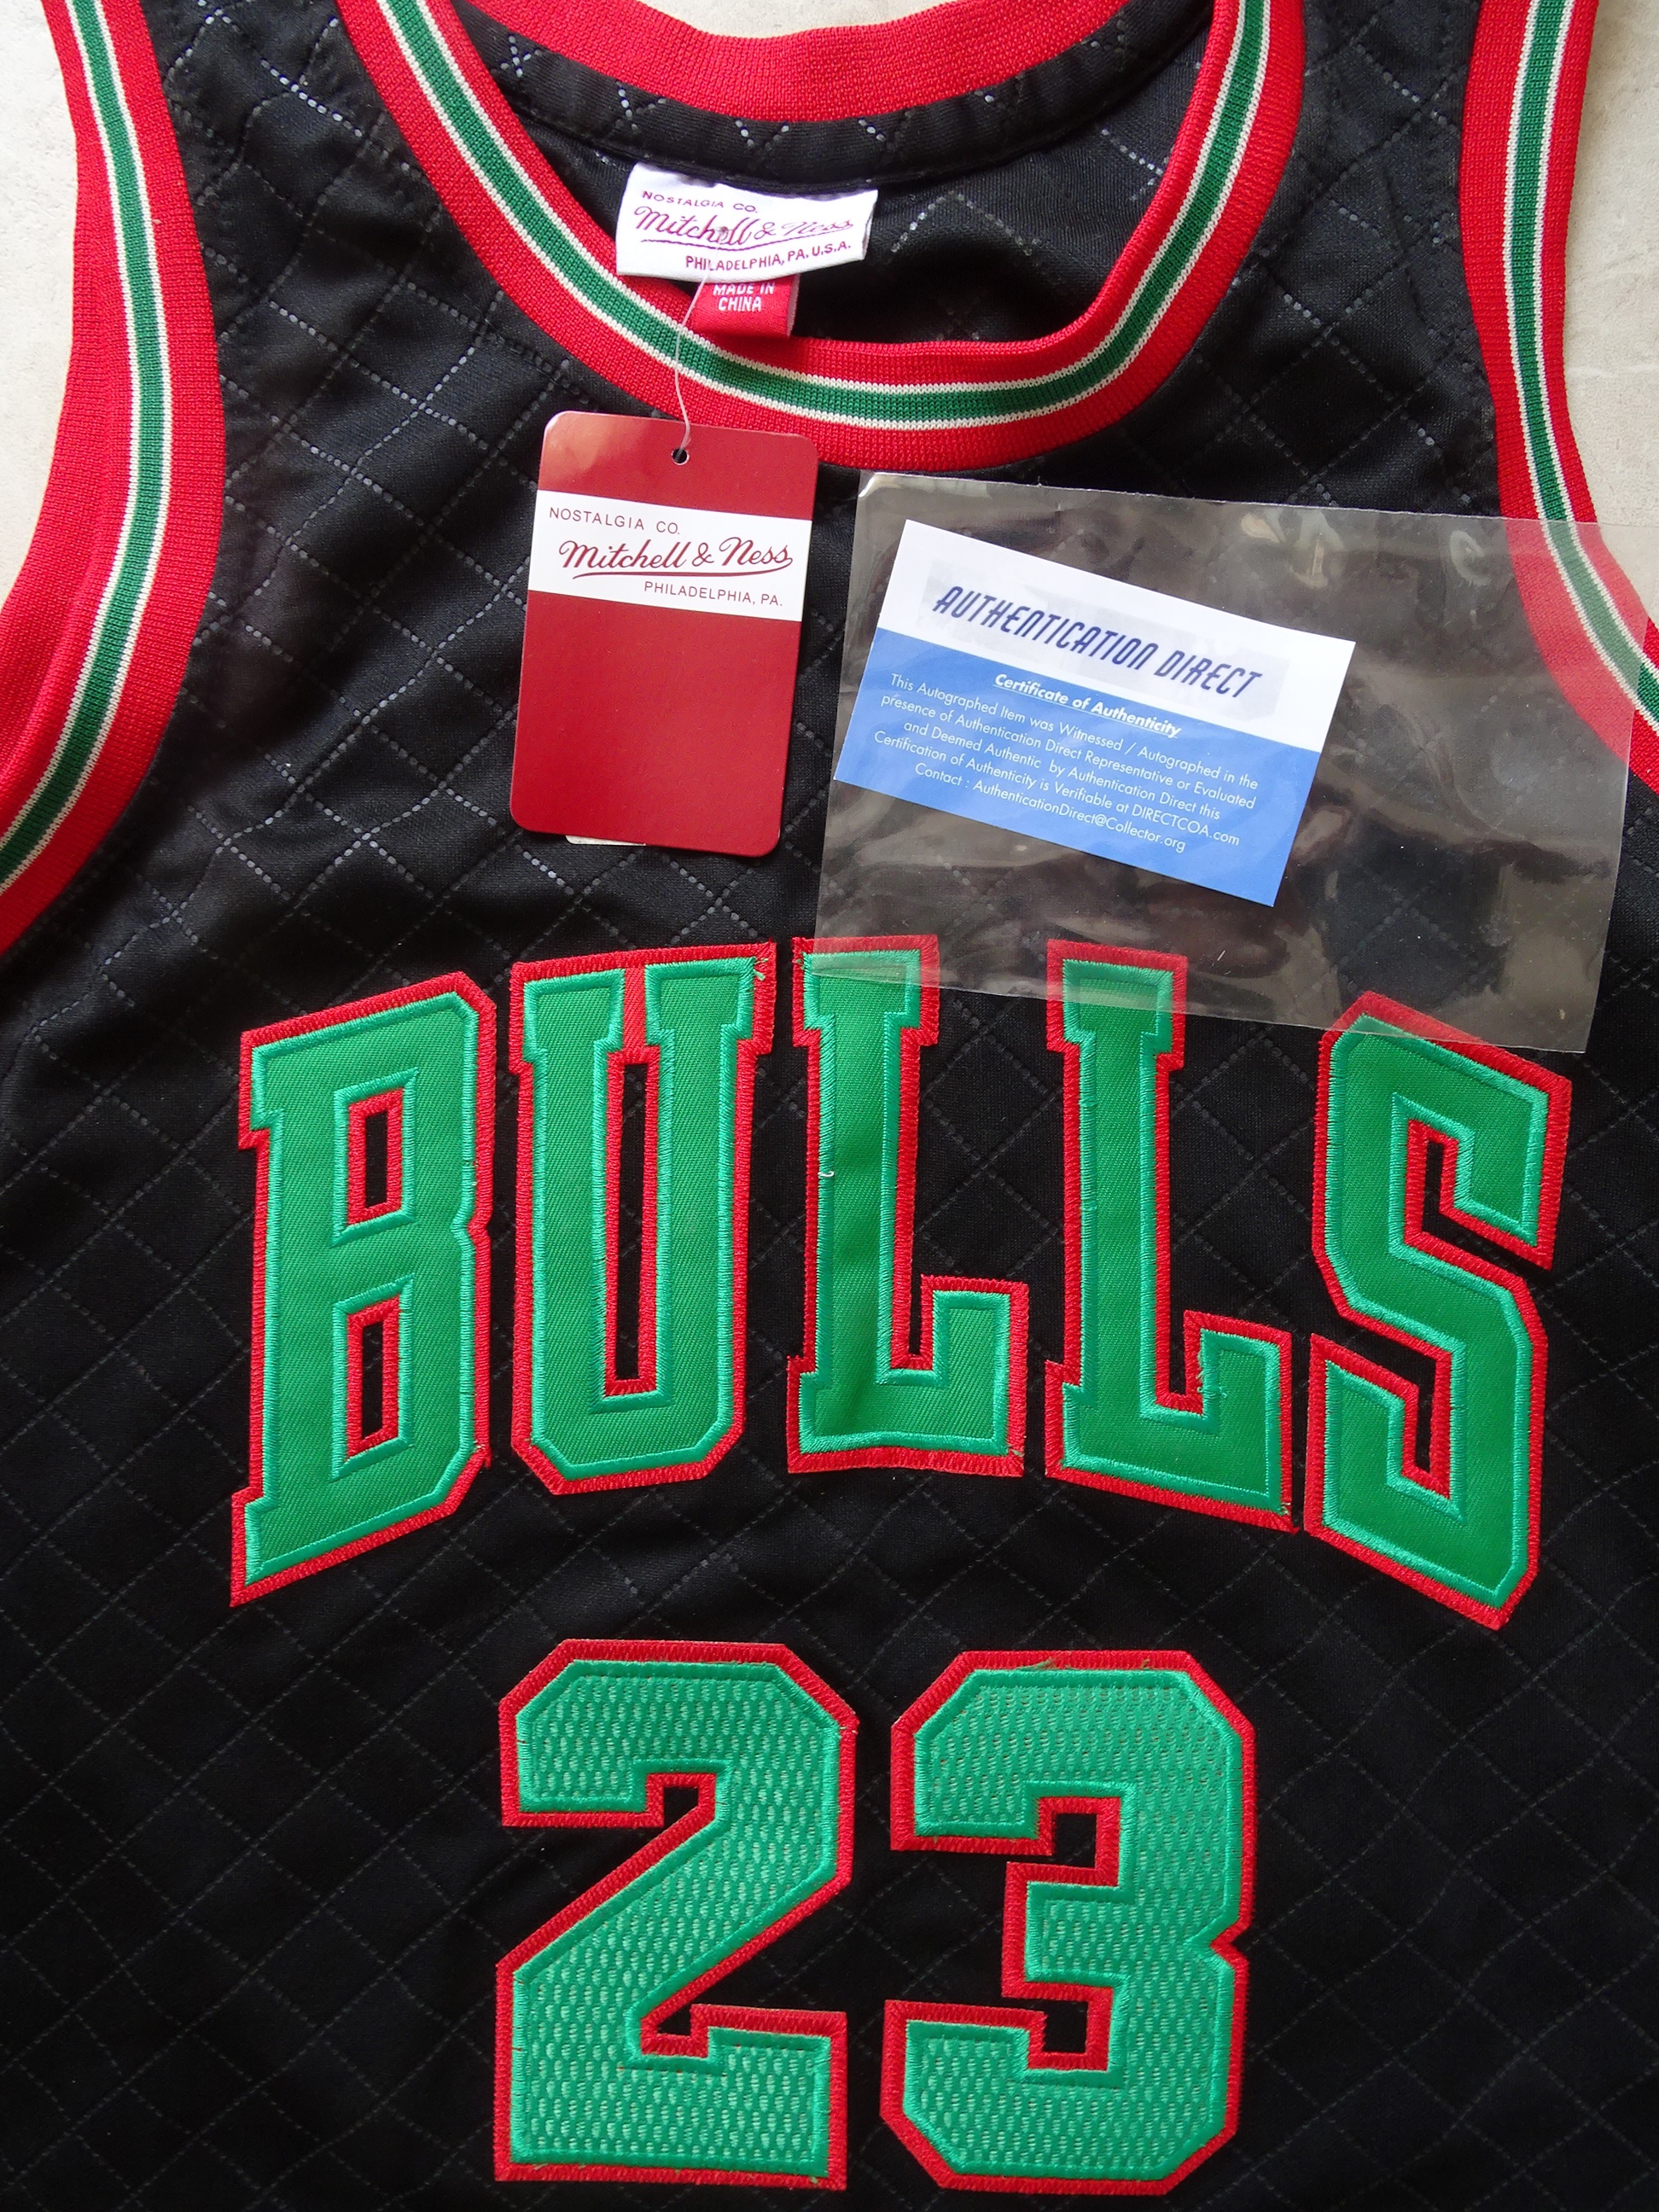 NOSTALGIA CO.
Mitchell & Ness
PHILADELPHIA, PA. U.S.A.
MADE IN
CHINA
NOSTALGIA CO.
Mitchell & Ness
PHILADELPHIA, PA.
AUTHENTICATION DIRECT
Certificate of Authenticity
This Autographed Item was Witnessed / Autographed in the
presence of Authentication Direct Representative or Evaluated
and Deemed Authentic by Authentication Direct this
Certification of Authenticity is Verifiable at DIRECTCOA.com
Contact : AuthenticationDirect@Collector.org
BULLS
23